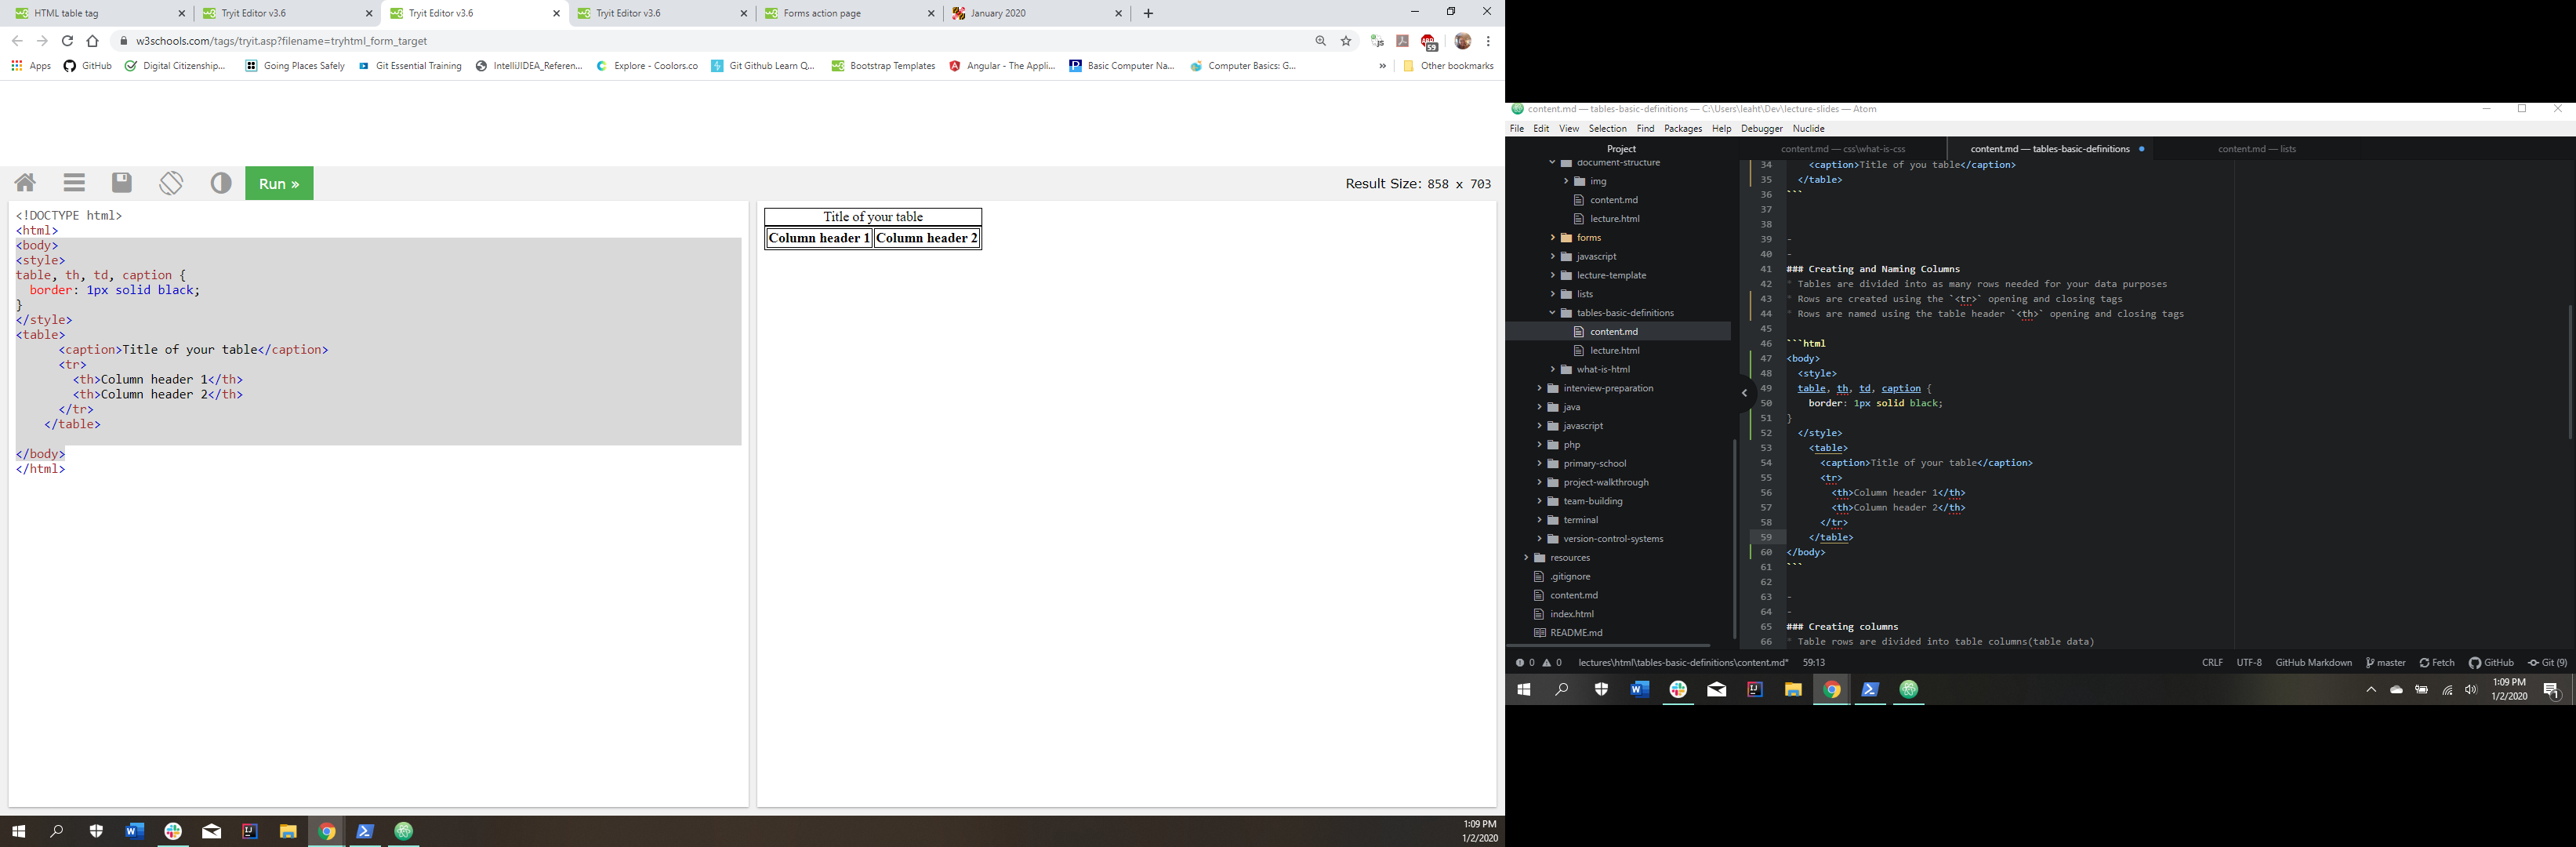 HTML table tag
Tryit Editor v3.6
Tryit Editor v3.6
Tryit Editor v3.6
Forms action page
January 2020
w3schools.com/tags/tryit.asp?filename=tryhtml_form_target
Apps GitHub Digital Citizenship... Going Places Safely Git Essential Training IntelliJIDEA_Referen... Explore - Coolors.co Git Github Learn Q... Bootstrap Templates Angular - The Appli... Basic Computer Na... Computer Basics: G... » Other bookmarks
Run »
Result Size: 858 x 703
<!DOCTYPE html>
<html>
<body>
<style>
table, th, td, caption {
  border: 1px solid black;
}
</style>
<table>
      <caption>Title of your table</caption>
      <tr>
        <th>Column header 1</th>
        <th>Column header 2</th>
      </tr>
    </table>
</body>
</html>
Title of your table
Column header 1 Column header 2
1:09 PM
1/2/2020
content.md — tables-basic-definitions — C:\Users\leaht\Dev\lecture-slides — Atom
File Edit View Selection Find Packages Help Debugger Nuclide
Project
document-structure
img
content.md
lecture.html
forms
javascript
lecture-template
lists
tables-basic-definitions
content.md
lecture.html
what-is-html
interview-preparation
java
javascript
php
primary-school
project-walkthrough
team-building
terminal
version-control-systems
resources
.gitignore
content.md
index.html
README.md
content.md — css\what-is-css
content.md — tables-basic-definitions
content.md — lists
34 <caption>Title of you table</caption>
35 </table>
36 ```
37
38
39 -
40 -
41 ### Creating and Naming Columns
42 * Tables are divided into as many rows needed for your data purposes
43 * Rows are created using the `<tr>` opening and closing tags
44 * Rows are named using the table header `<th>` opening and closing tags
45
46 ```html
47 <body>
48   <style>
49   table, th, td, caption {
50     border: 1px solid black;
51 }
52   </style>
53     <table>
54       <caption>Title of your table</caption>
55       <tr>
56         <th>Column header 1</th>
57         <th>Column header 2</th>
58       </tr>
59     </table>
60 </body>
61 ```
62
63 -
64 -
65 ### Creating columns
66 * Table rows are divided into table columns(table data)
0 0 lectures\html\tables-basic-definitions\content.md* 59:13
CRLF UTF-8 GitHub Markdown master Fetch GitHub Git (9)
1:09 PM
1/2/2020